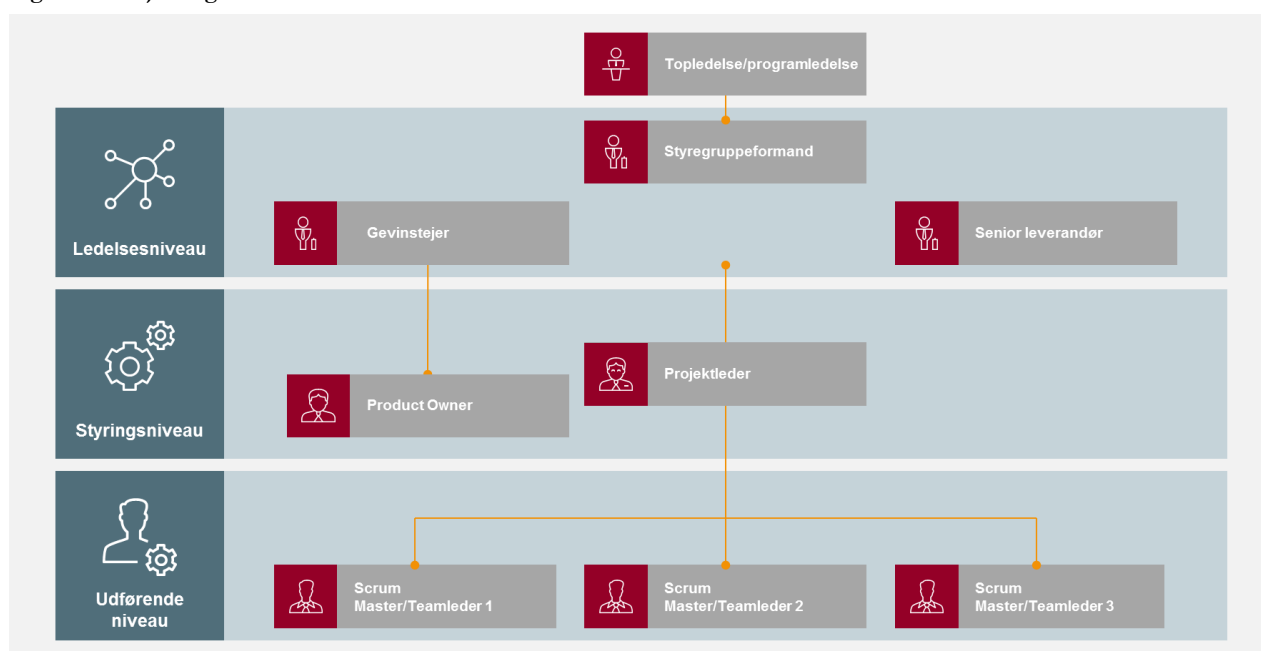 Topledelse/programledelse
Styregruppeformand
Ledelsesniveau
Gevinstejer
Senior leverandør
Projektleder
Product Owner
Styringsniveau
Scrum
Master/Teamleder 1
Scrum
Master/Teamleder 2
Scrum
Master/Teamleder 3
Udførende
niveau